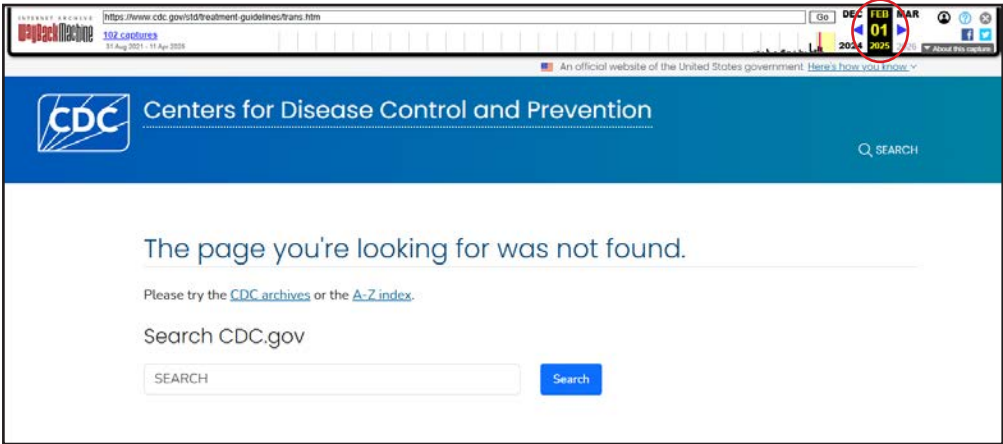 INTERNET ARCHIVE
WayBackMachine
https://www.cdc.gov/std/treatment-guidelines/trans.htm
Go
DEC FEB MAR
102 captures
01
31 Aug 2021 - 11 Apr 2026
2024 2025 2026
About this capture
An official website of the United States government Here's how you know
CDC
Centers for Disease Control and Prevention
SEARCH
The page you're looking for was not found.
Please try the CDC archives or the A-Z index.
Search CDC.gov
SEARCH
Search